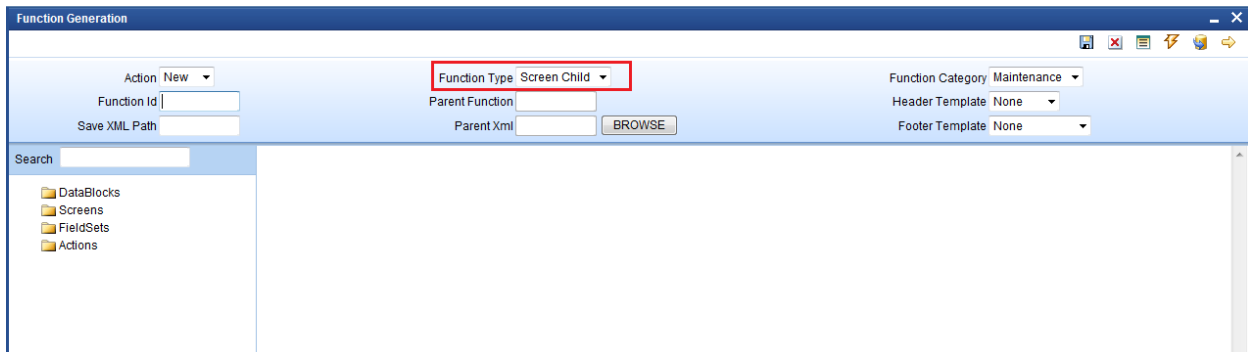 Function Generation
Action New Function Type Screen Child Function Category Maintenance
Function Id Parent Function Header Template None
Save XML Path Parent Xml BROWSE Footer Template None
Search
DataBlocks
Screens
FieldSets
Actions